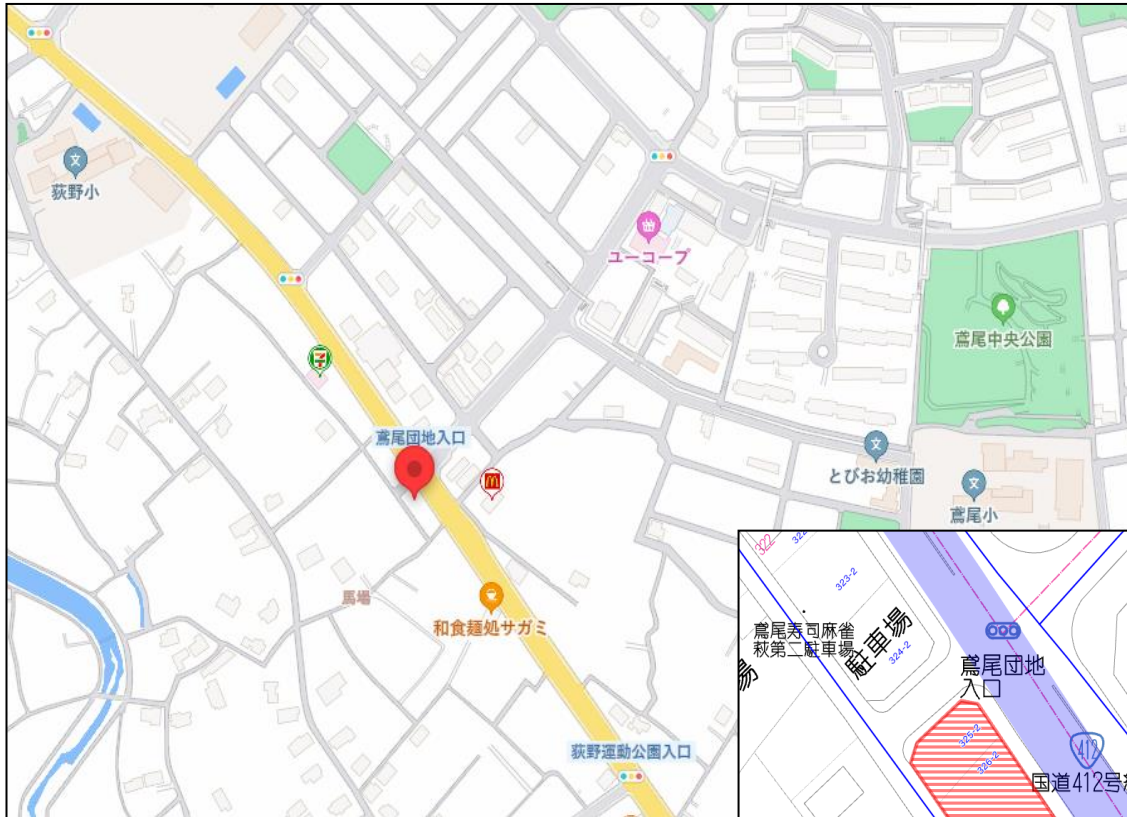 荻野小
ユーコープ
鳶尾中央公園
鳶尾団地入口
とびお幼稚園
鳶尾小
馬場
和食麺処サガミ
荻野運動公園入口
322
323-2
鳶尾寿司麻雀
萩第二駐車場
駐車場
324-2
場
鳶尾団地
入口
325-2
326-2
412
国道412号